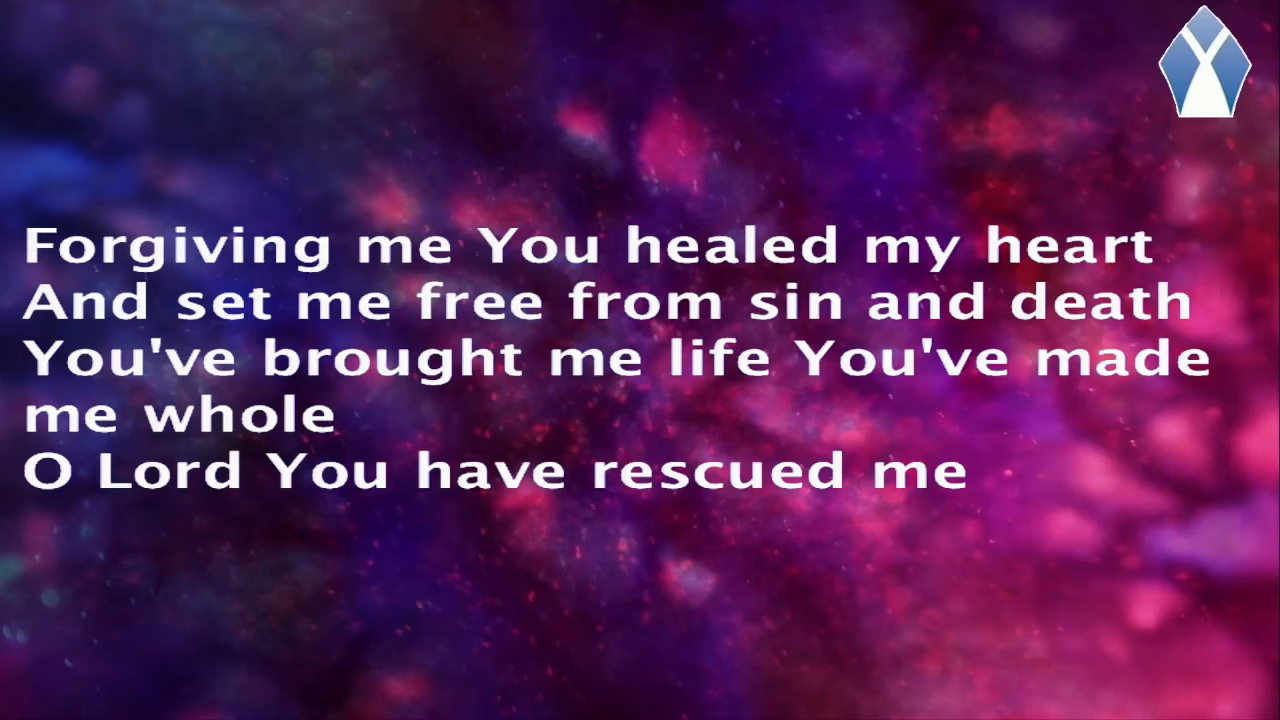 Forgiving me You healed my heart
And set me free from sin and death
You've brought me life You've made
me whole
O Lord You have rescued me